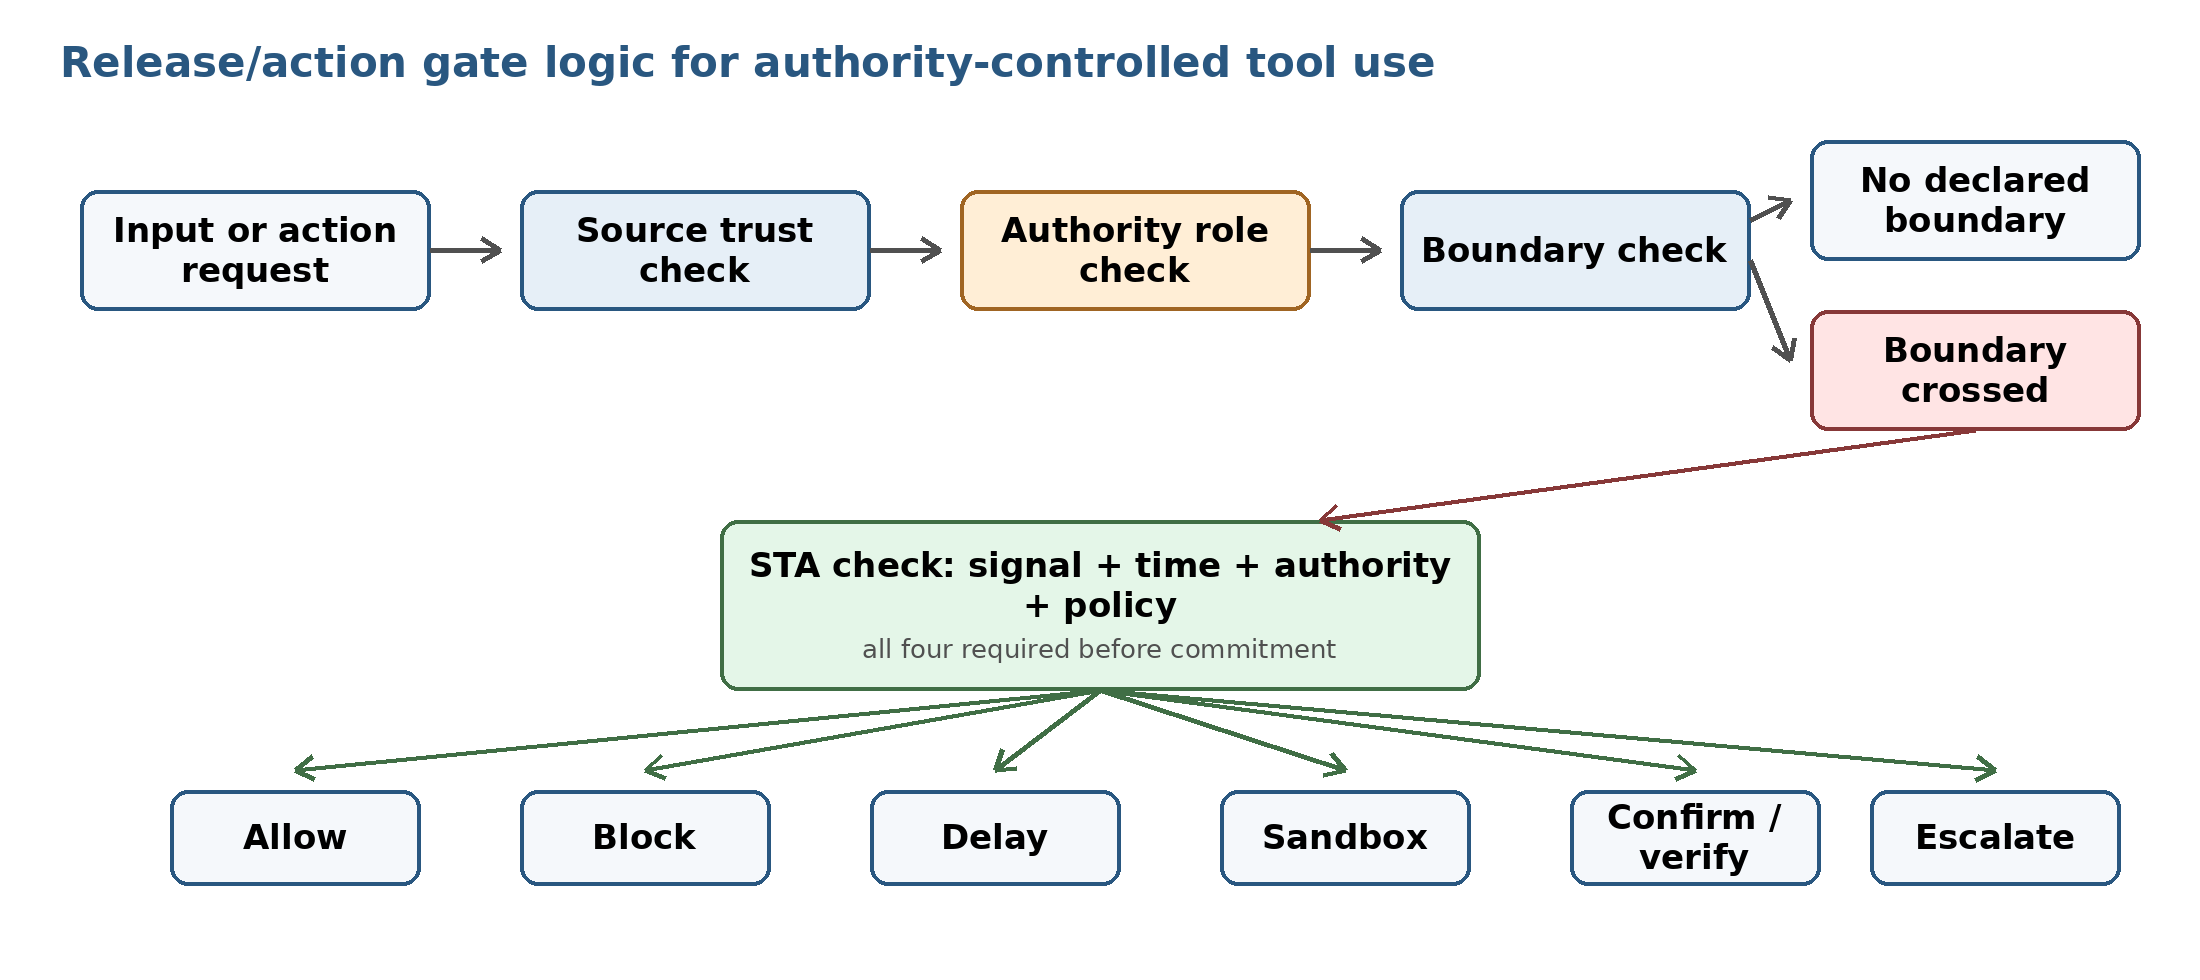 Release/action gate logic for authority-controlled tool use
Input or action
request
Source trust
check
Authority role
check
Boundary check
No declared
boundary
Boundary
crossed
STA check: signal + time + authority
+ policy
all four required before commitment
Allow
Block
Delay
Sandbox
Confirm /
verify
Escalate